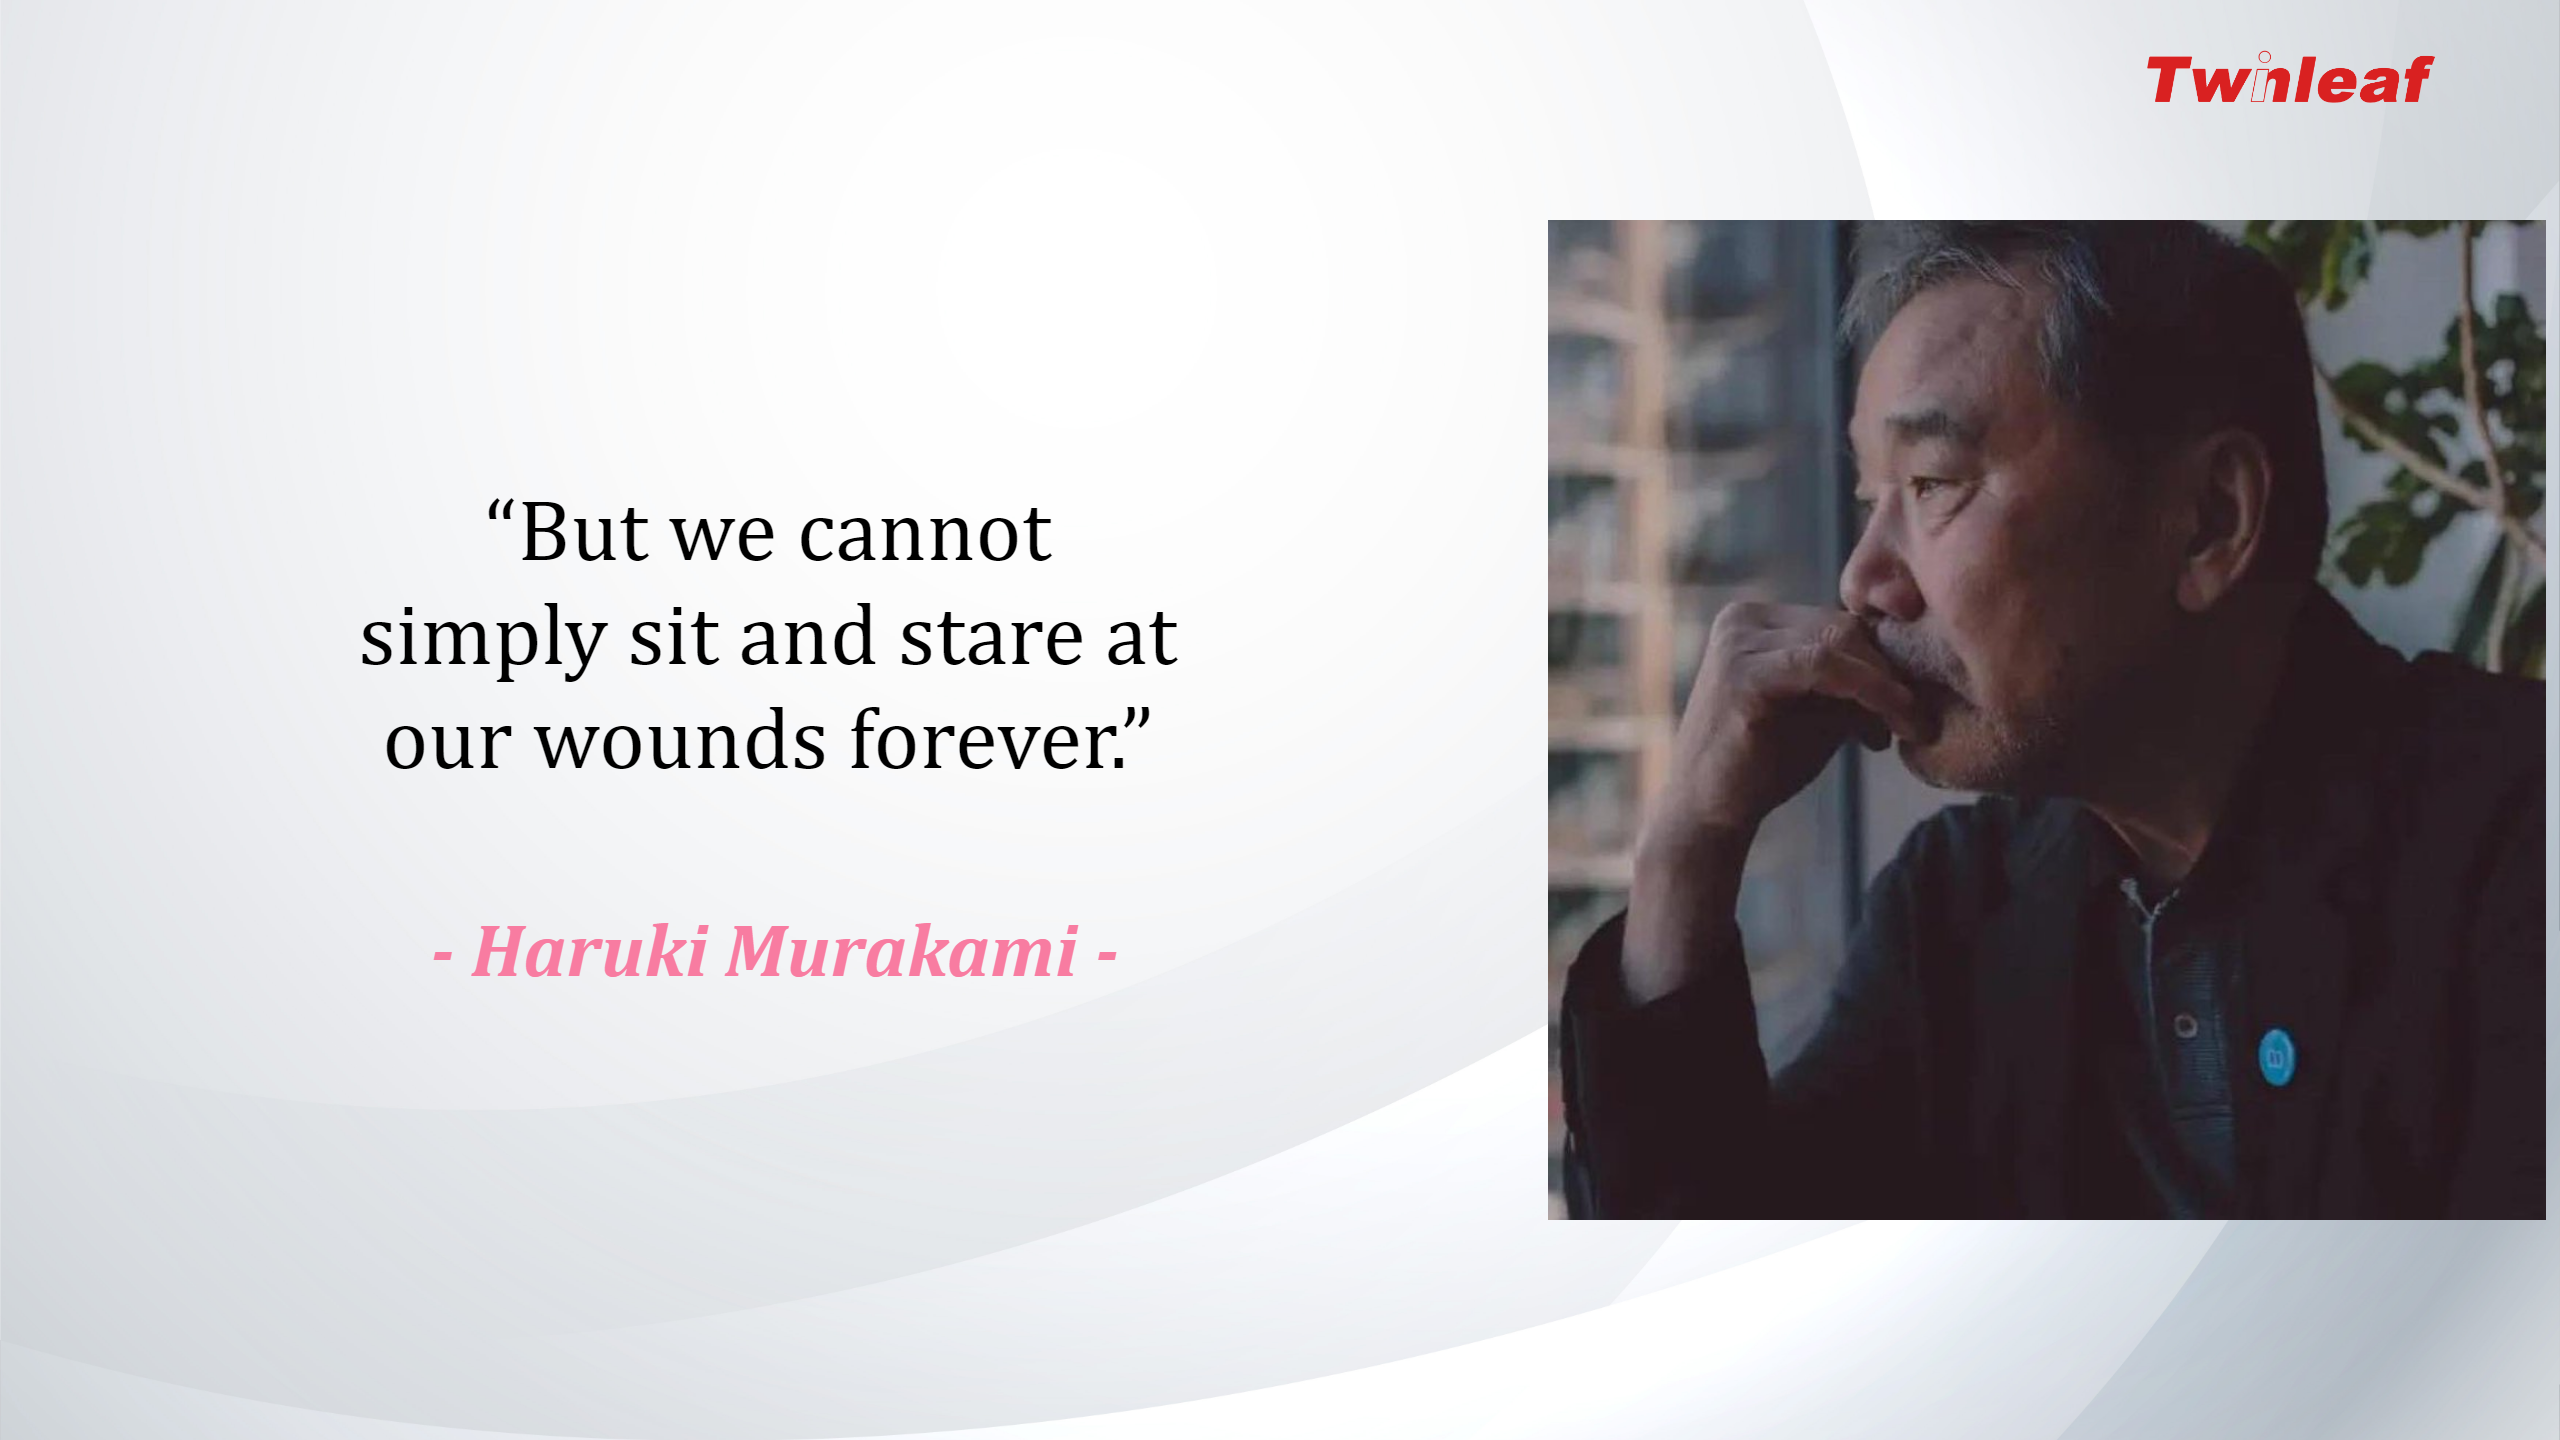 Twinleaf
“But we cannot
simply sit and stare at
our wounds forever.”
- Haruki Murakami -